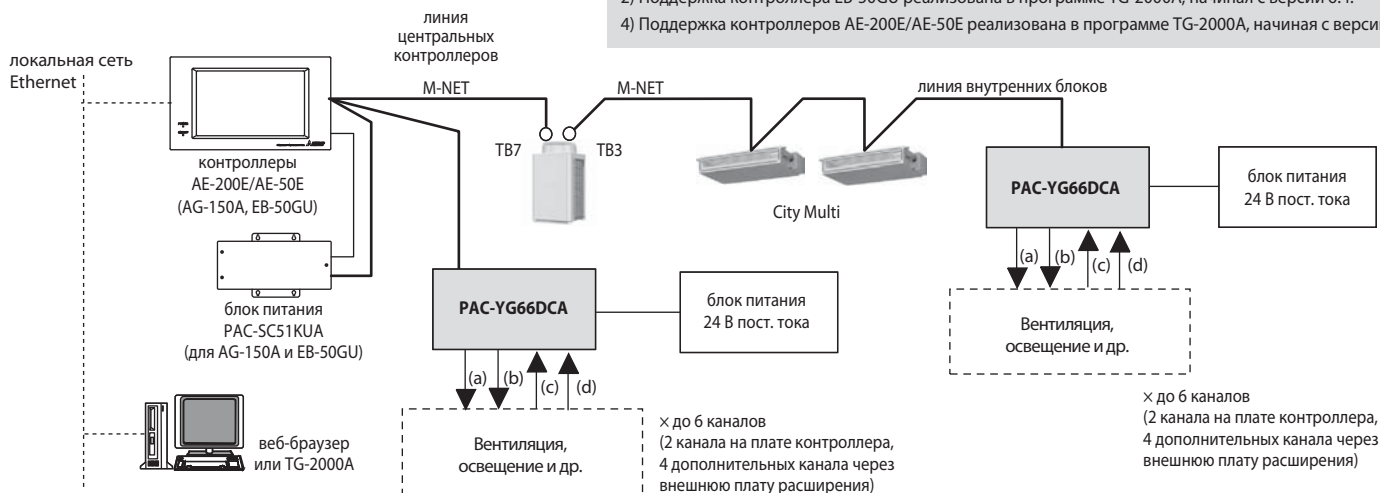 2) Поддержка контроллера EB-50GU реализована в программе TG-2000A, начиная с версии 6.1.
4) Поддержка контроллеров AE-200E/AE-50E реализована в программе TG-2000A, начиная с верси
линия
центральных
контроллеров
локальная сеть
Ethernet
M-NET
M-NET
линия внутренних блоков
TB7
TB3
контроллеры
AE-200E/AE-50E
(AG-150A, EB-50GU)
City Multi
PAC-YG66DCA
блок питания
24 В пост. тока
(a)
(b)
(c)
(d)
блок питания
PAC-SC51KUA
(для AG-150A и EB-50GU)
PAC-YG66DCA
блок питания
24 В пост. тока
Вентиляция,
освещение и др.
(a)
(b)
(c)
(d)
× до 6 каналов
(2 канала на плате контроллера,
4 дополнительных канала через
внешнюю плату расширения)
веб-браузер
или TG-2000A
Вентиляция,
освещение и др.
× до 6 каналов
(2 канала на плате контроллера,
4 дополнительных канала через
внешнюю плату расширения)